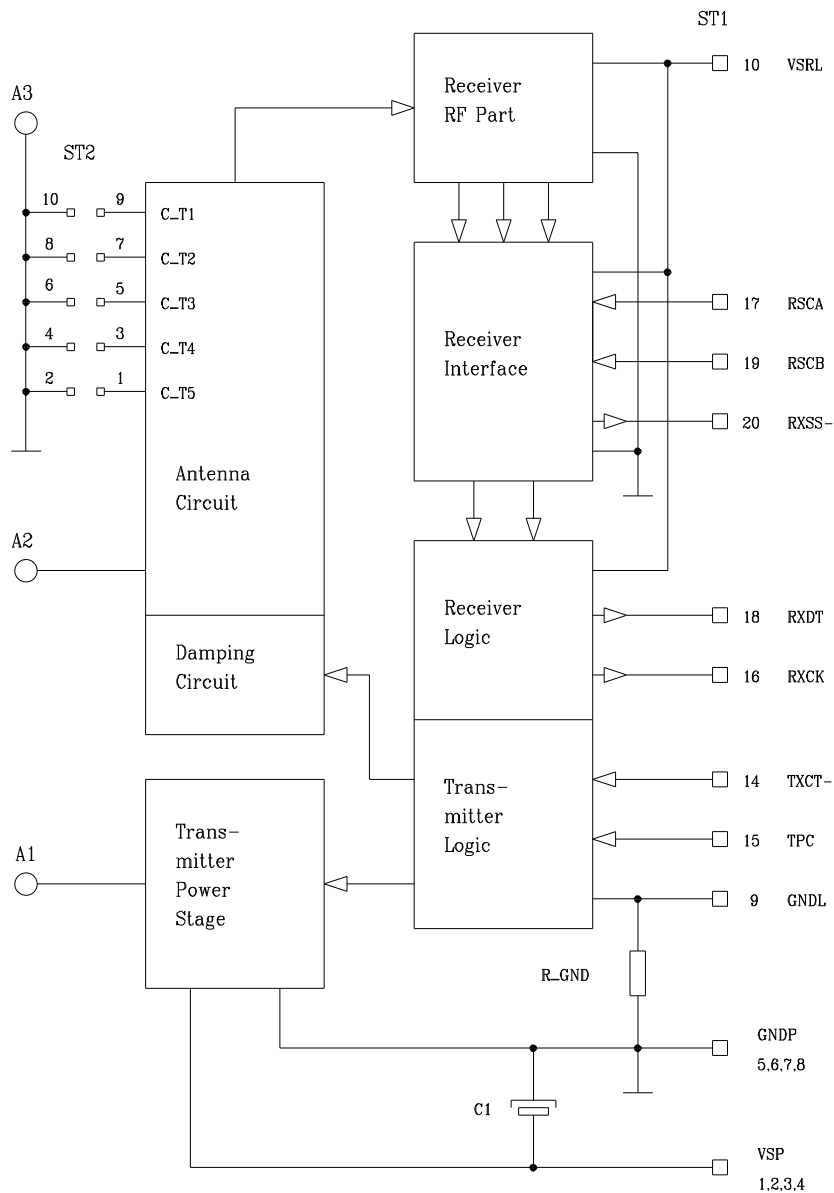 ST1
Receiver
RF Part
10 VSRL
A3
ST2
10 9 C_T1
8 7 C_T2
6 5 C_T3
4 3 C_T4
2 1 C_T5
Receiver
Interface
17 RSCA
19 RSCB
20 RXSS-
Antenna
Circuit
A2
Receiver
Logic
18 RXDT
16 RXCK
Damping
Circuit
Trans-
mitter
Logic
14 TXCT-
15 TPC
9 GNDL
A1
Trans-
mitter
Power
Stage
R_GND
GNDP
5,6,7,8
C1
VSP
1,2,3,4